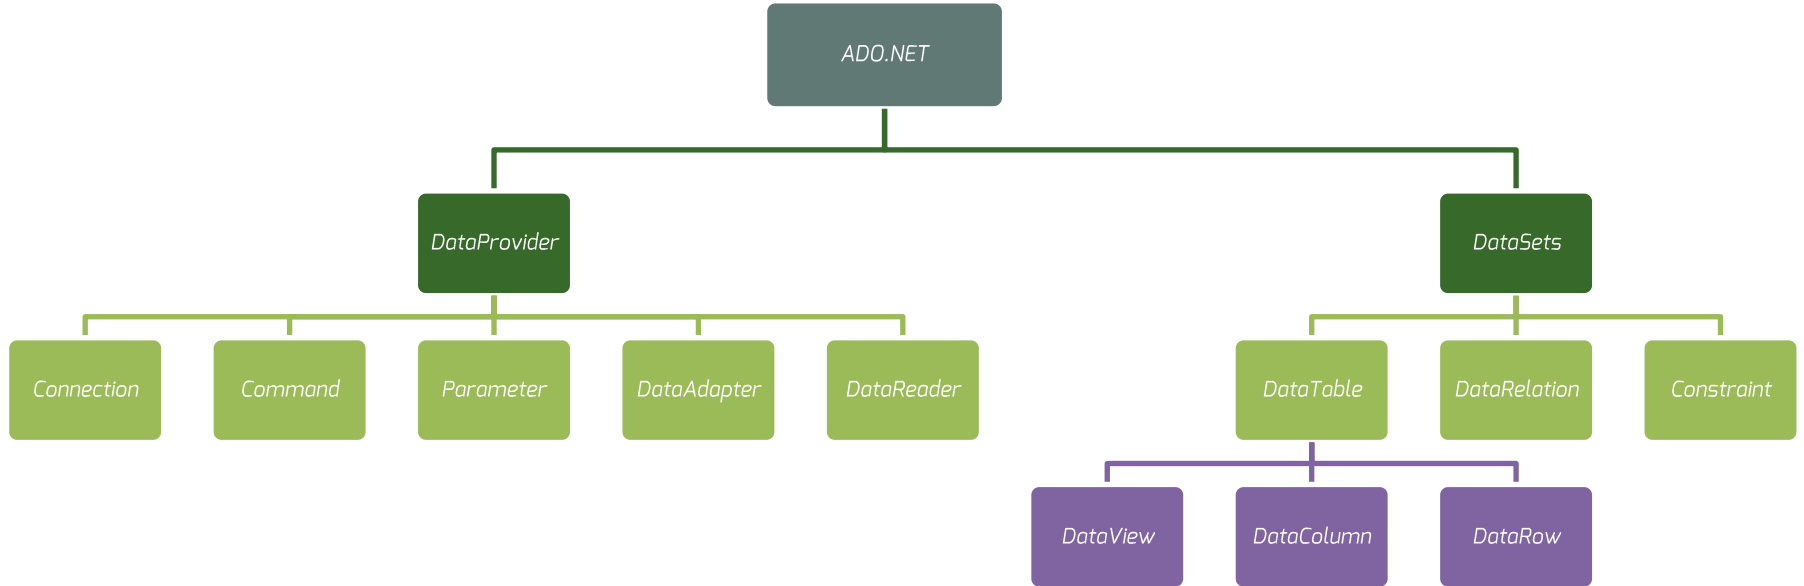 ADO.NET
DataProvider
DataSets
Connection
Command
Parameter
DataAdapter
DataReader
DataTable
DataRelation
Constraint
DataView
DataColumn
DataRow